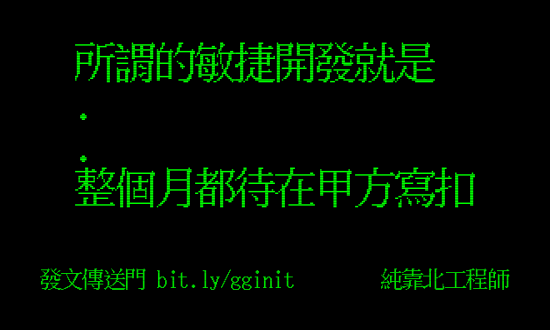 所謂的敏捷開發就是
.
.
整個月都待在甲方寫扣
發文傳送門 bit.ly/gginit 純靠北工程師